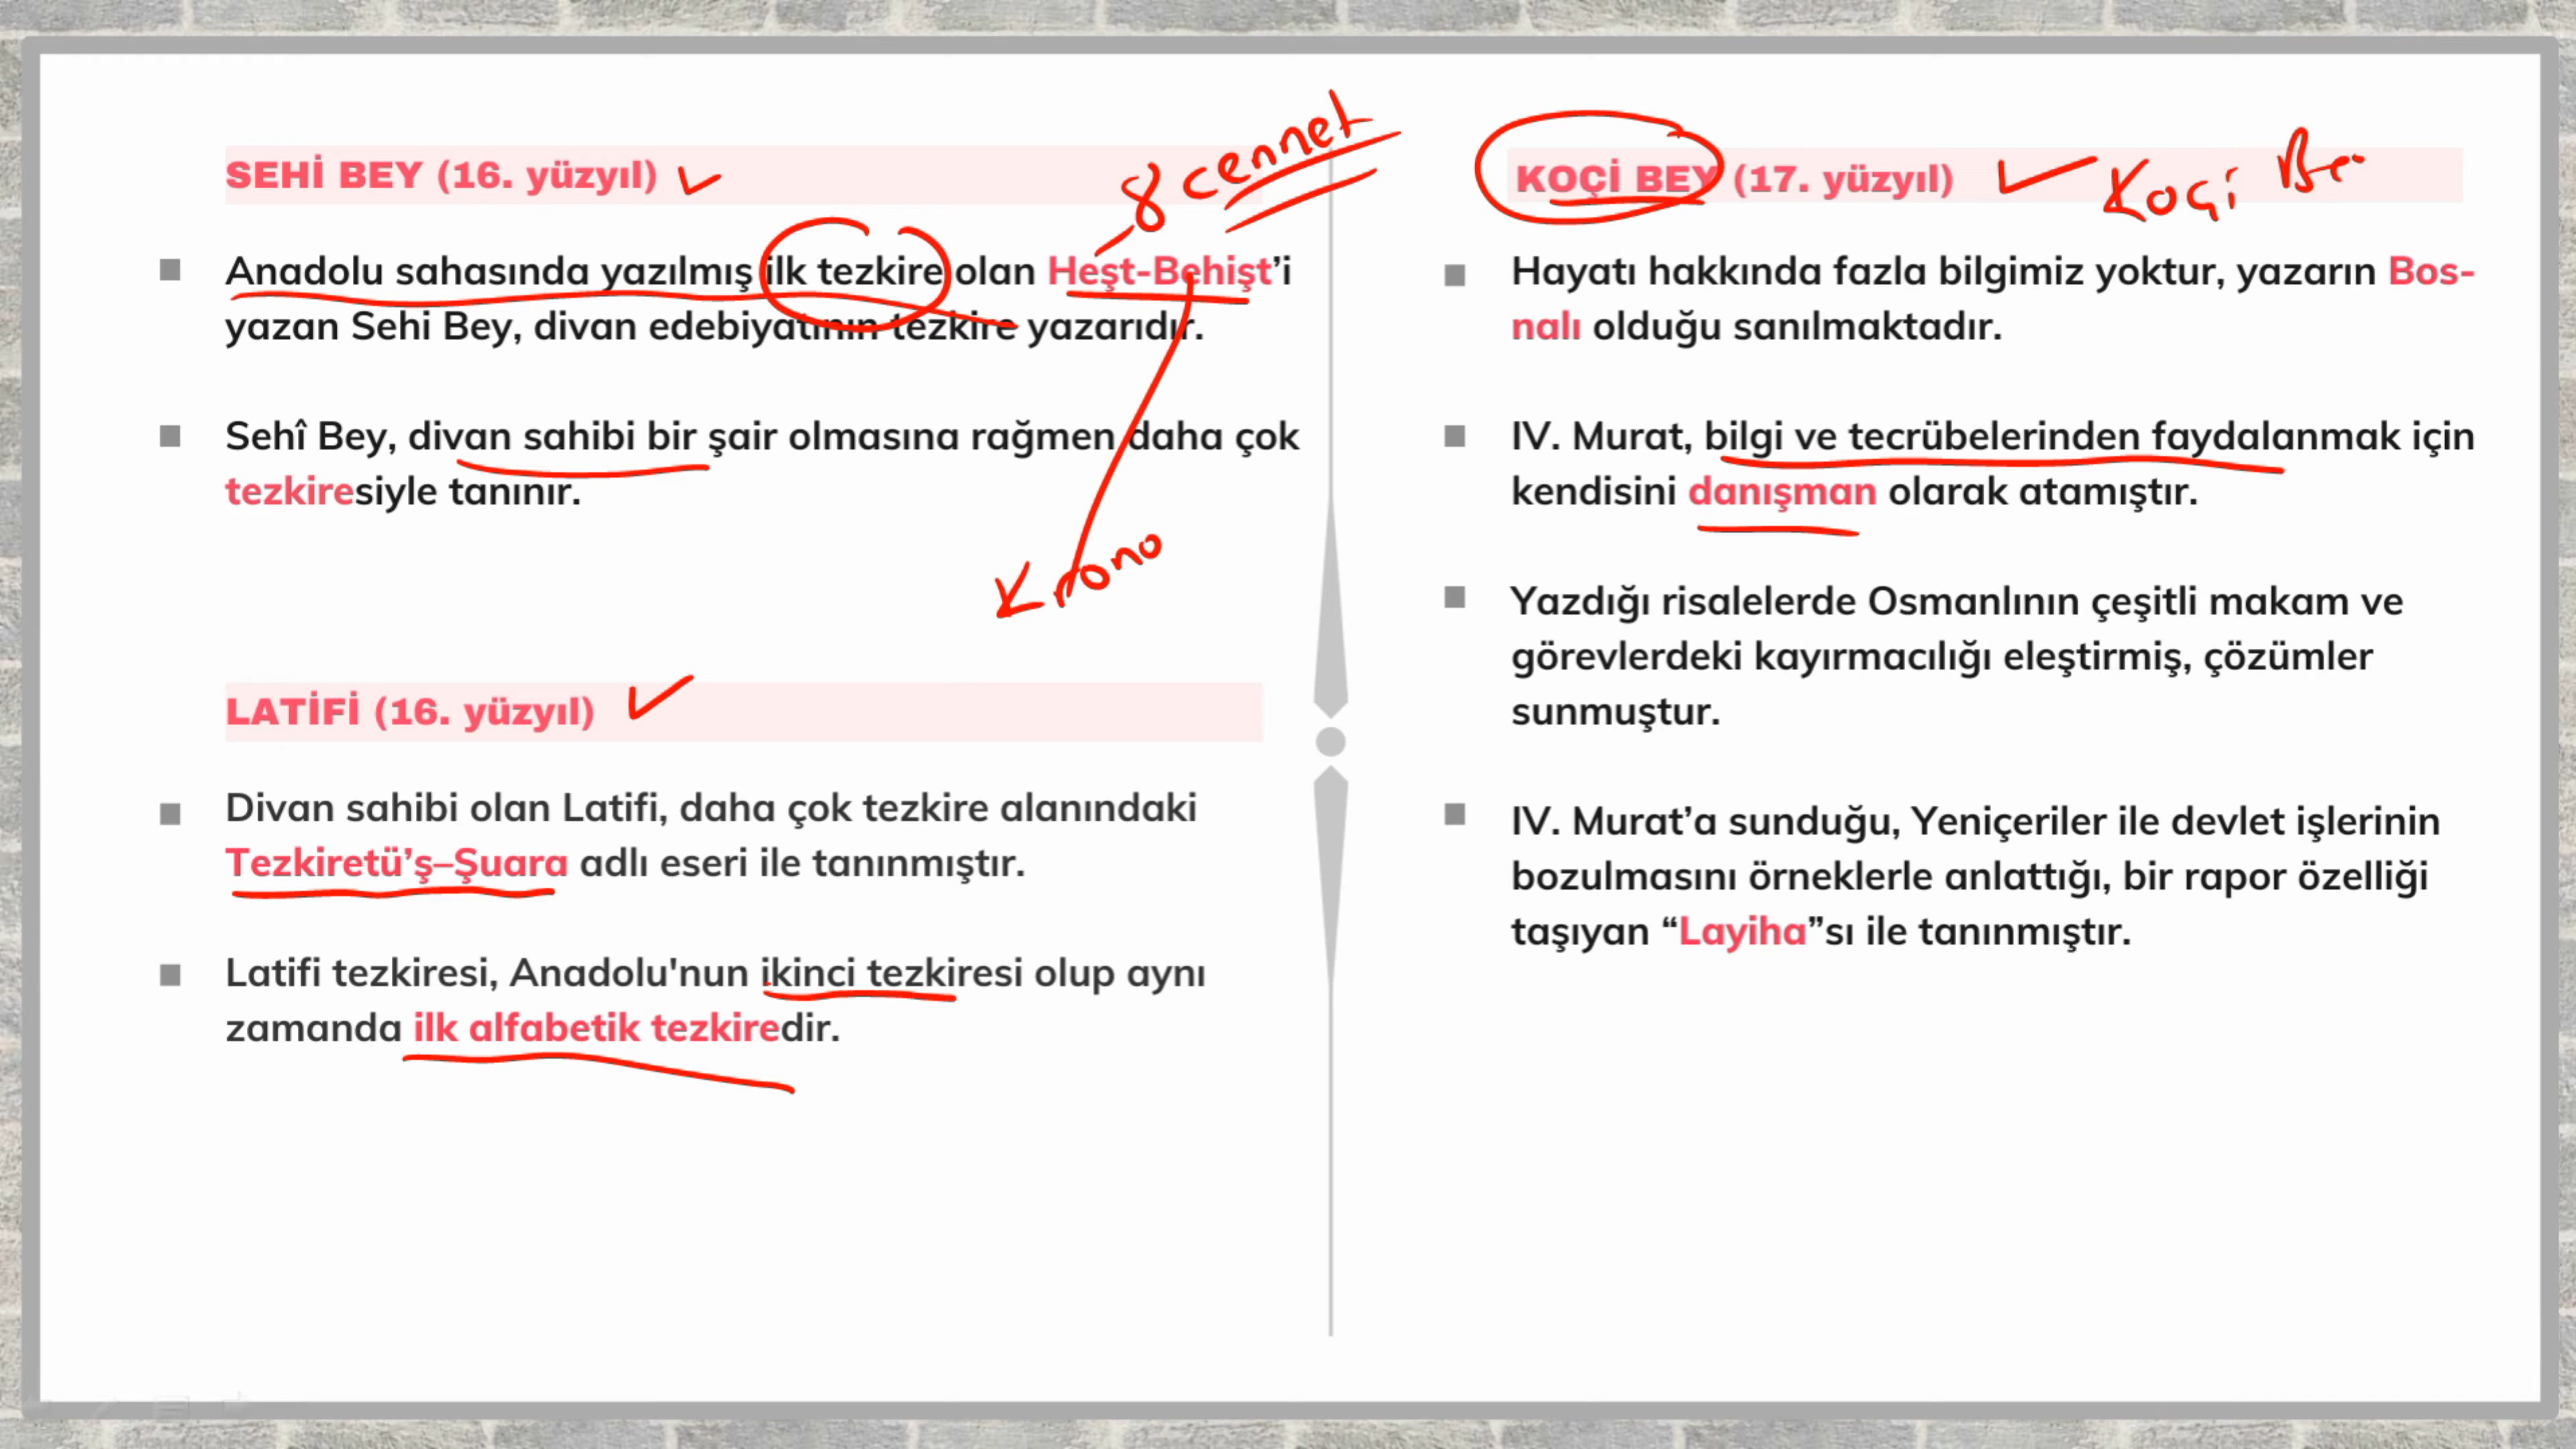 SEHİ BEY (16. yüzyıl)
8 cennet
Anadolu sahasında yazılmış ilk tezkire olan Heşt-Behişt’i
yazan Sehi Bey, divan edebiyatının tezkire yazarıdır.
Sehî Bey, divan sahibi bir şair olmasına rağmen daha çok
tezkiresiyle tanınır.
Krono
LATİFİ (16. yüzyıl)
Divan sahibi olan Latifi, daha çok tezkire alanındaki
Tezkiretü’ş–Şuara adlı eseri ile tanınmıştır.
Latifi tezkiresi, Anadolu'nun ikinci tezkiresi olup aynı
zamanda ilk alfabetik tezkiredir.
KOÇİ BEY (17. yüzyıl)
Koçi Be
Hayatı hakkında fazla bilgimiz yoktur, yazarın Bos-
nalı olduğu sanılmaktadır.
IV. Murat, bilgi ve tecrübelerinden faydalanmak için
kendisini danışman olarak atamıştır.
Yazdığı risalelerde Osmanlının çeşitli makam ve
görevlerdeki kayırmacılığı eleştirmiş, çözümler
sunmuştur.
IV. Murat’a sunduğu, Yeniçeriler ile devlet işlerinin
bozulmasını örneklerle anlattığı, bir rapor özelliği
taşıyan “Layiha”sı ile tanınmıştır.